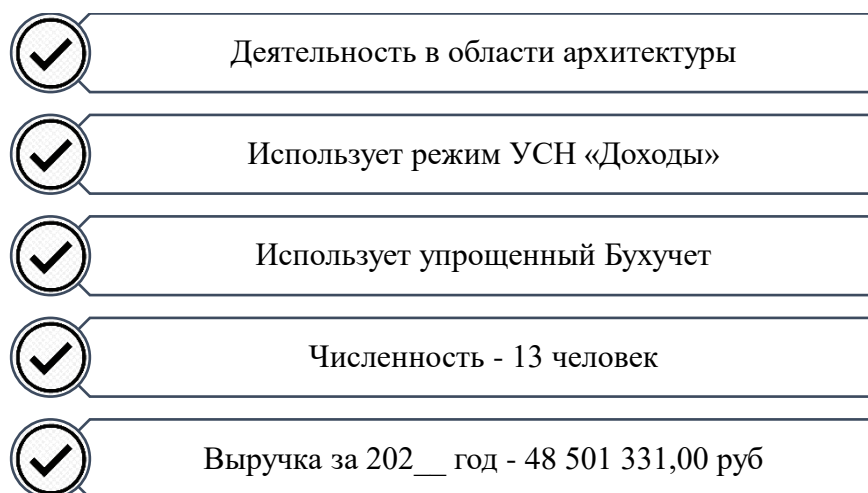 Деятельность в области архитектуры
Использует режим УСН «Доходы»
Использует упрощенный Бухучет
Численность - 13 человек
Выручка за 202__ год - 48 501 331,00 руб